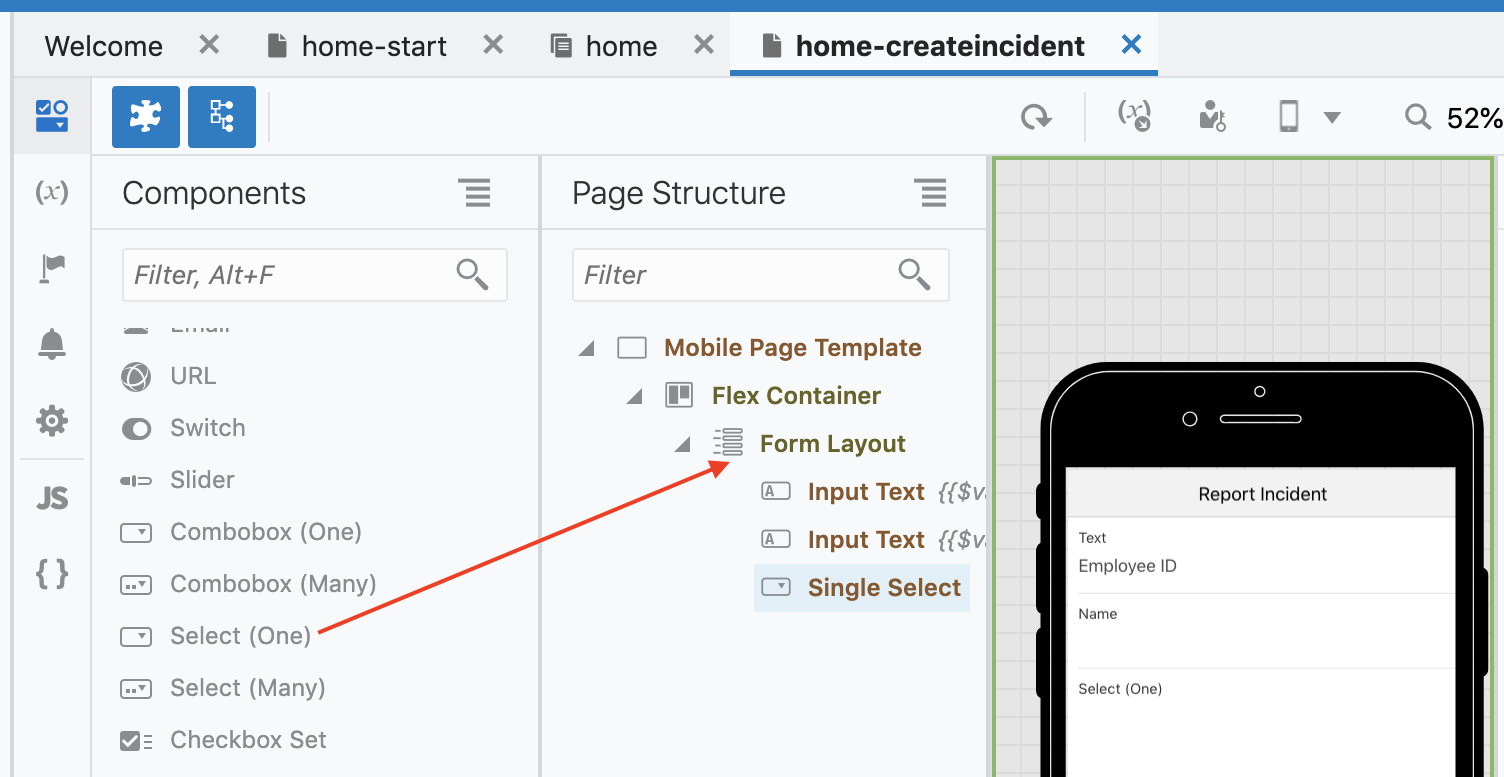 Welcome
home-start
home
home-createincident
52%
(x)
JS
{ }
Components
Filter, Alt+F
Email
URL
Switch
Slider
Combobox (One)
Combobox (Many)
Select (One)
Select (Many)
Checkbox Set
Page Structure
Filter
Mobile Page Template
Flex Container
Form Layout
A Input Text {{$va
A Input Text {{$va
Single Select
Report Incident
Text
Employee ID
Name
Select (One)